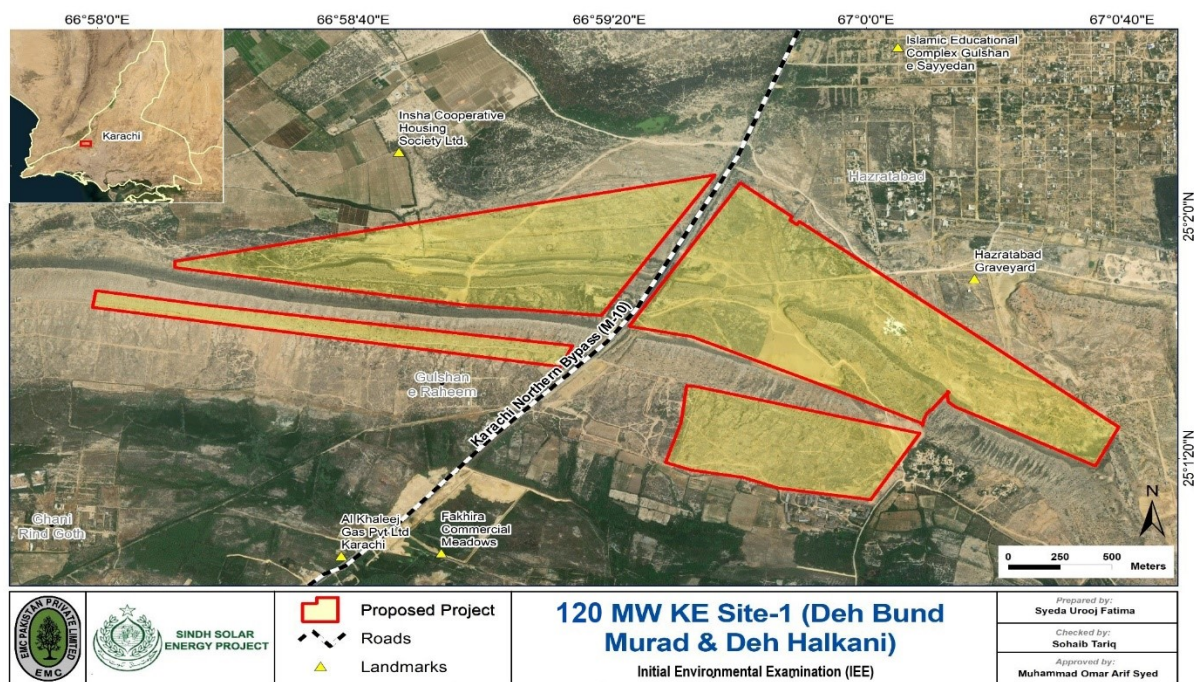 66°58'0"E
66°58'40"E
66°59'20"E
67°0'0"E
67°0'40"E
Karachi
Islamic Educational
Complex Gulshan
e Sayyedan
Insha Cooperative
Housing
Society Ltd.
Hazratabad
25°2'0"N
Hazratabad
Graveyard
Karachi Northern Bypass (M-10)
Gulshan
e Raheem
25°1'20"N
Ghani
Rind Goth
Al Khaleej
Gas Pvt Ltd
Karachi
Fakhira
Commercial
Meadows
N
0 250 500
Meters
EMC PAKISTAN PRIVATE LIMITED
EMC
SINDH SOLAR
ENERGY PROJECT
Proposed Project
Roads
Landmarks
120 MW KE Site-1 (Deh Bund
Murad & Deh Halkani)
Initial Environmental Examination (IEE)
Prepared by:
Syeda Urooj Fatima
Checked by:
Sohaib Tariq
Approved by:
Muhammad Omar Arif Syed